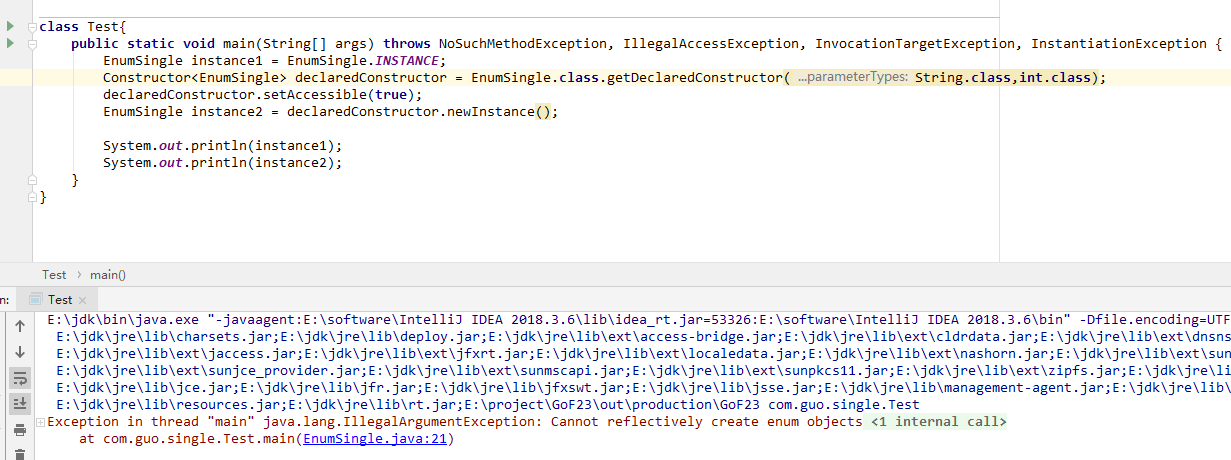 class Test{
public static void main(String[] args) throws NoSuchMethodException, IllegalAccessException, InvocationTargetException, InstantiationException {
EnumSingle instance1 = EnumSingle.INSTANCE;
Constructor<EnumSingle> declaredConstructor = EnumSingle.class.getDeclaredConstructor( ...parameterTypes: String.class,int.class);
declaredConstructor.setAccessible(true);
EnumSingle instance2 = declaredConstructor.newInstance();
System.out.println(instance1);
System.out.println(instance2);
}
}
Test › main()
n: Test ×
E:\jdk\bin\java.exe "-javaagent:E:\software\IntelliJ IDEA 2018.3.6\lib\idea_rt.jar=53326:E:\software\IntelliJ IDEA 2018.3.6\bin" -Dfile.encoding=UTF
E:\jdk\jre\lib\charsets.jar;E:\jdk\jre\lib\deploy.jar;E:\jdk\jre\lib\ext\access-bridge.jar;E:\jdk\jre\lib\ext\cldrdata.jar;E:\jdk\jre\lib\ext\dnsns
E:\jdk\jre\lib\ext\jaccess.jar;E:\jdk\jre\lib\ext\jfxrt.jar;E:\jdk\jre\lib\ext\localedata.jar;E:\jdk\jre\lib\ext\nashorn.jar;E:\jdk\jre\lib\ext\sun
E:\jdk\jre\lib\ext\sunjce_provider.jar;E:\jdk\jre\lib\ext\sunmscapi.jar;E:\jdk\jre\lib\ext\sunpkcs11.jar;E:\jdk\jre\lib\ext\zipfs.jar;E:\jdk\jre\li
E:\jdk\jre\lib\jce.jar;E:\jdk\jre\lib\jfr.jar;E:\jdk\jre\lib\jfxswt.jar;E:\jdk\jre\lib\jsse.jar;E:\jdk\jre\lib\management-agent.jar;E:\jdk\jre\lib\
E:\jdk\jre\lib\resources.jar;E:\jdk\jre\lib\rt.jar;E:\project\GoF23\out\production\GoF23 com.guo.single.Test
Exception in thread "main" java.lang.IllegalArgumentException: Cannot reflectively create enum objects <1 internal call>
at com.guo.single.Test.main(EnumSingle.java:21)